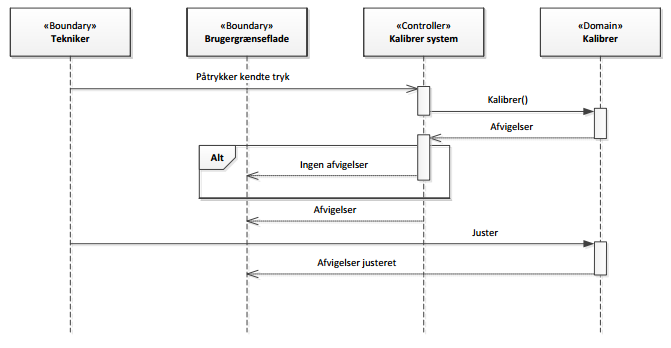 «Boundary»
Tekniker
«Boundary»
Brugergrænseflade
«Controller»
Kalibrer system
«Domain»
Kalibrer
Påtrykker kendte tryk
Kalibrer()
Afvigelser
Alt
Ingen afvigelser
Afvigelser
Juster
Afvigelser justeret